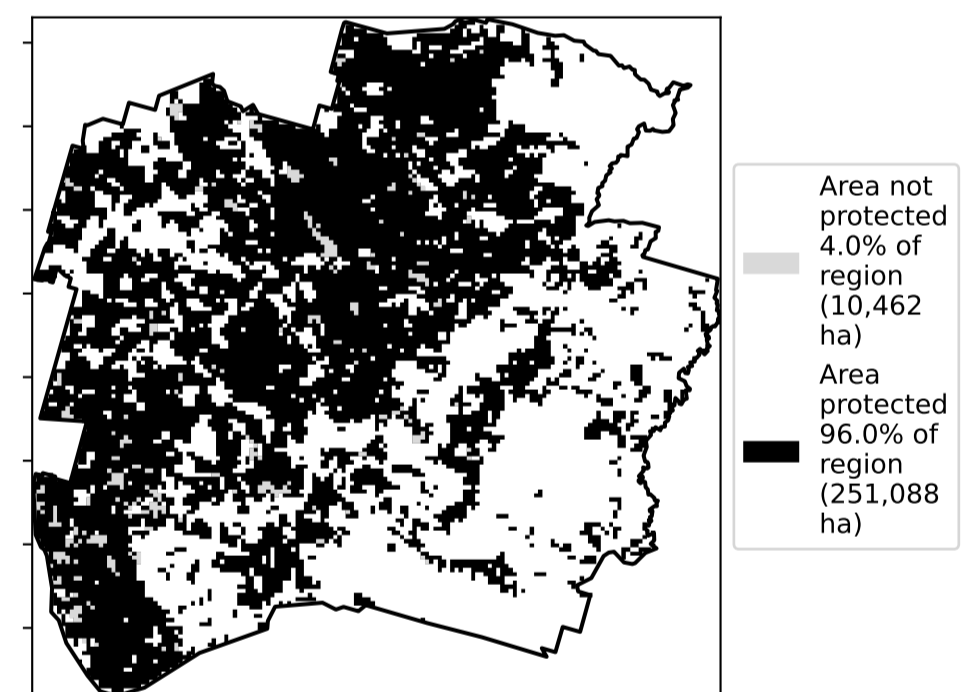 Area not
protected
4.0% of
region
(10,462
ha)
Area
protected
96.0% of
region
(251,088
ha)